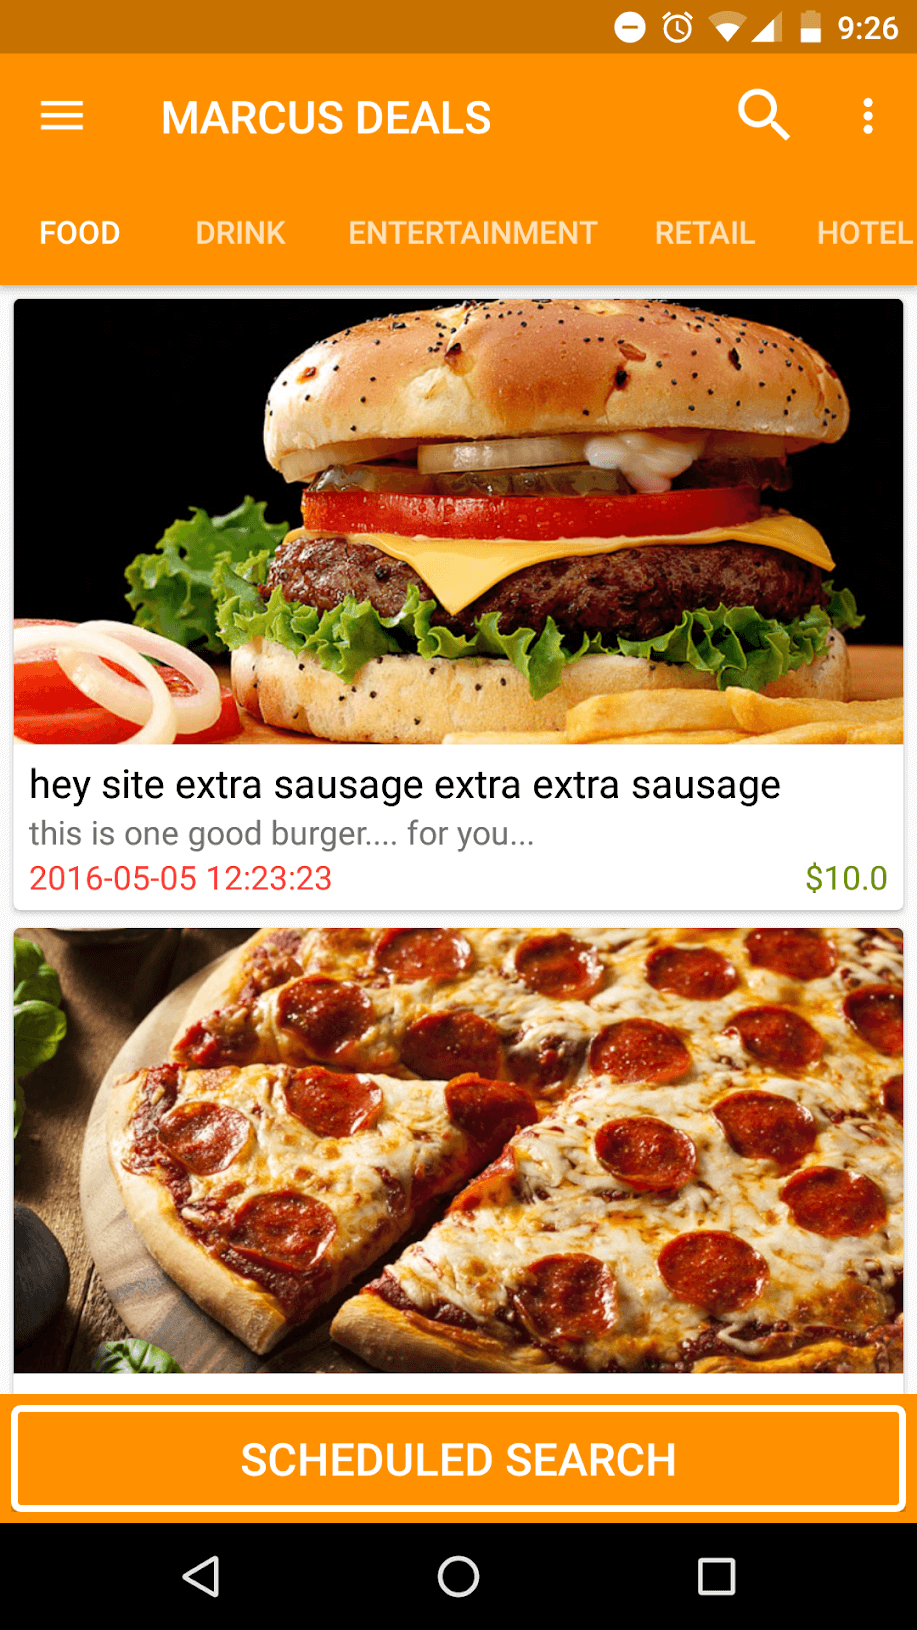 9:26
MARCUS DEALS
FOOD DRINK ENTERTAINMENT RETAIL HOTEL
hey site extra sausage extra extra sausage
this is one good burger.... for you...
2016-05-05 12:23:23 $10.0
SCHEDULED SEARCH